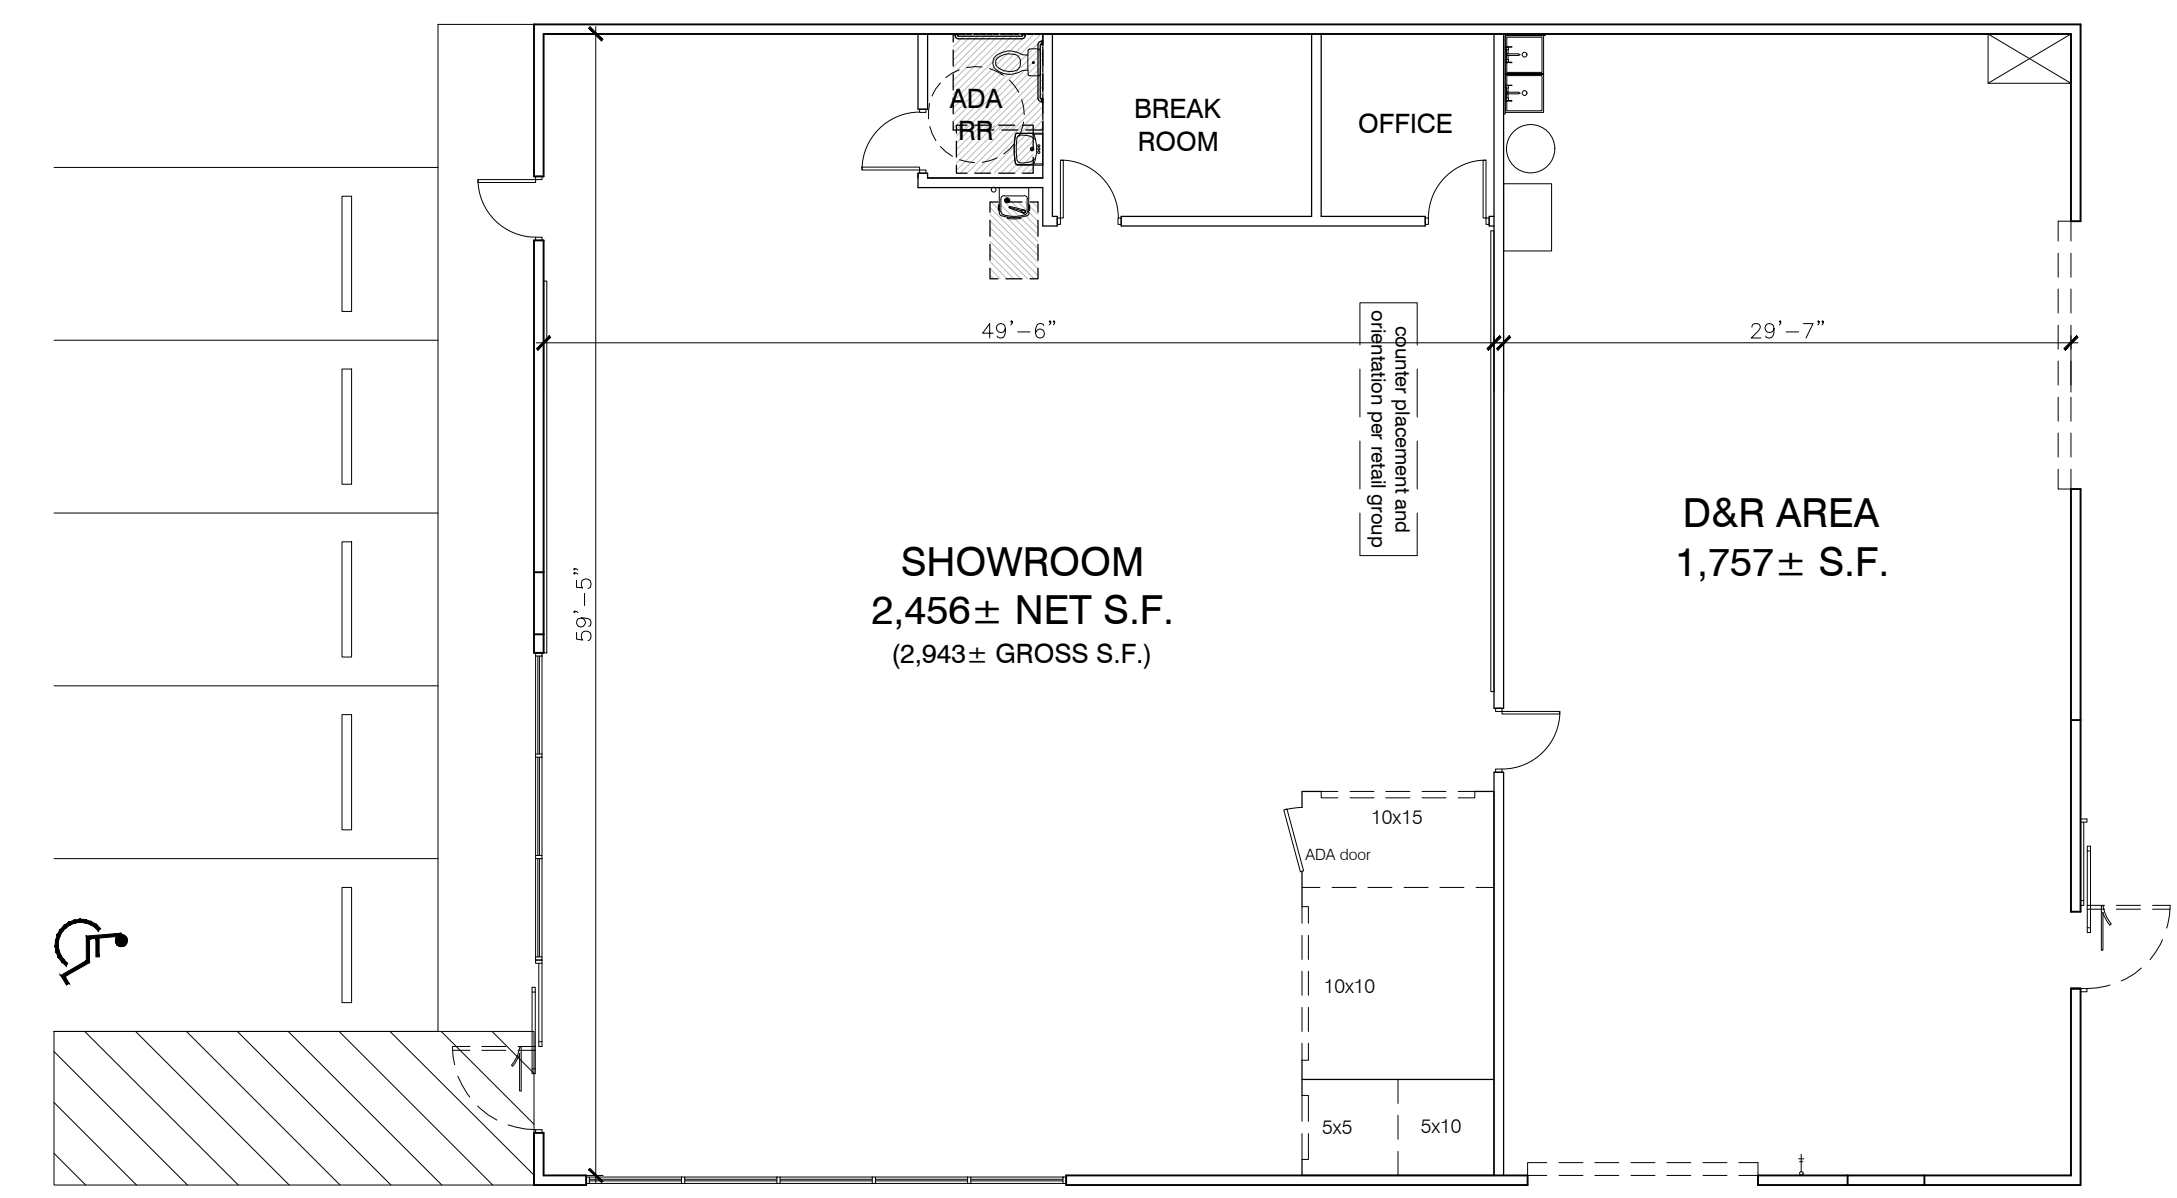 ADA
RR
BREAK
ROOM
OFFICE
49'-6"
29'-7"
counter placement and
orientation per retail group
59'-5"
SHOWROOM
2,456± NET S.F.
(2,943± GROSS S.F.)
D&R AREA
1,757± S.F.
10x15
ADA door
10x10
5x5
5x10